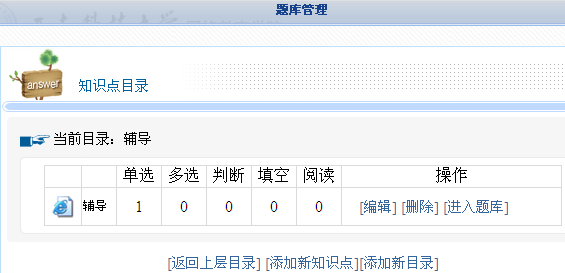 题库管理
answer
知识点目录
当前目录：辅导
单选 多选 判断 填空 阅读 操作
辅导 1 0 0 0 0 [编辑] [删除] [进入题库]
[返回上层目录] [添加新知识点][添加新目录]